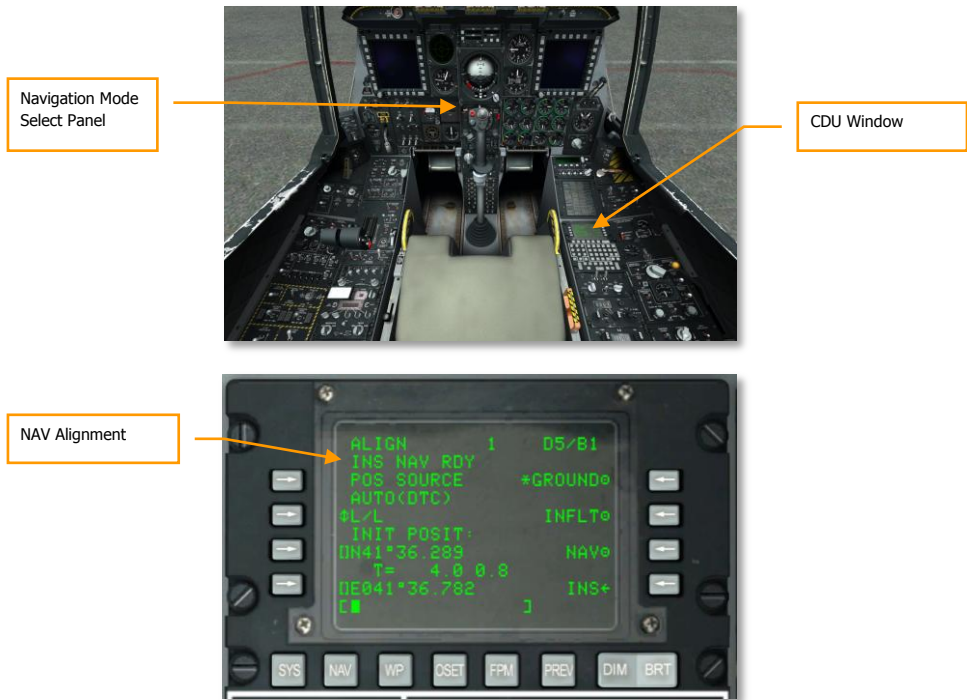 Navigation Mode
Select Panel
CDU Window
NAV Alignment
ALIGN 1 D5/B1
INS NAV RDY
POS SOURCE *GROUND⊙
AUTO(DTC)
⇕L/L INFLT⊙
INIT POSIT:
[]N41°36.289 NAV⊙
T= 4.0 0.8
[]E041°36.782 INS←
[ ]
SYS NAV WP OSET FPM PREV DIM BRT